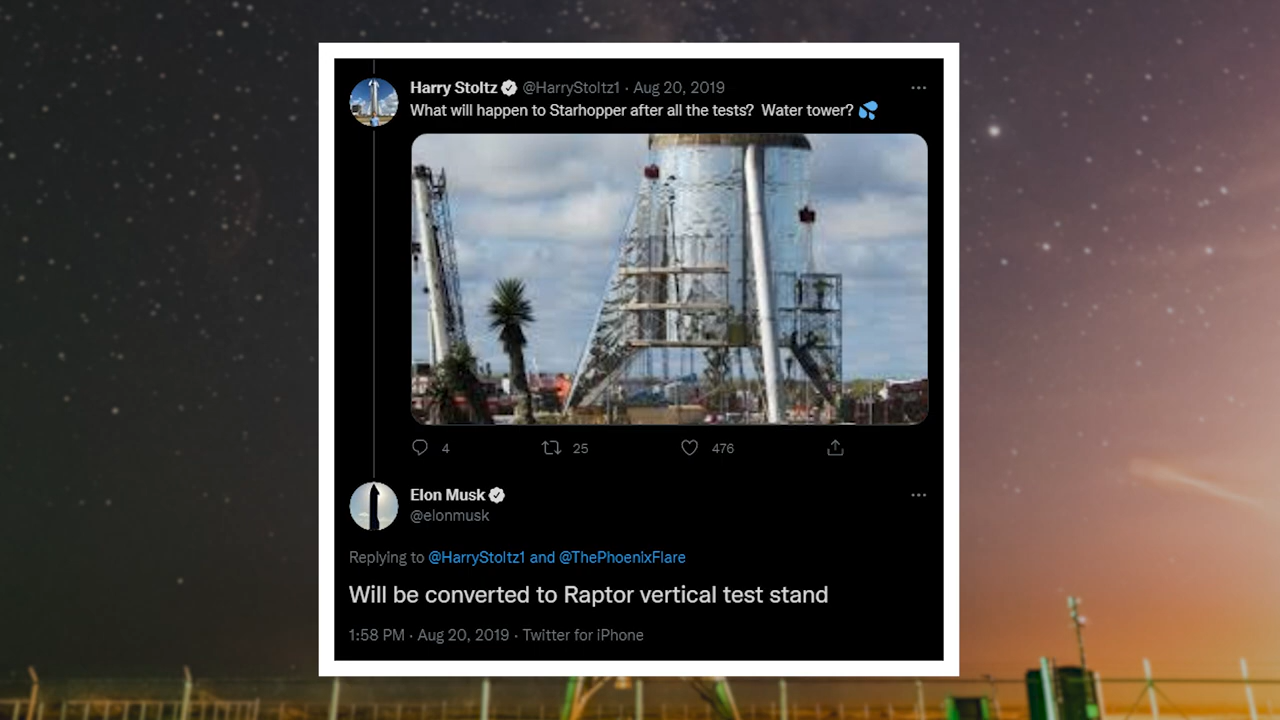 Harry Stoltz @HarryStoltz1 · Aug 20, 2019
What will happen to Starhopper after all the tests? Water tower? 💦
4 25 476
Elon Musk
@elonmusk
Replying to @HarryStoltz1 and @ThePhoenixFlare
Will be converted to Raptor vertical test stand
1:58 PM · Aug 20, 2019 · Twitter for iPhone